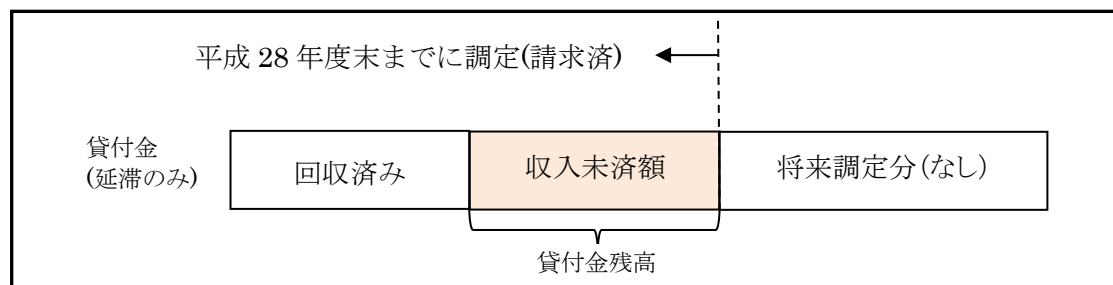 平成 28 年度末までに調定(請求済)
貸付金
(延滞のみ)
回収済み
収入未済額
将来調定分(なし)
貸付金残高